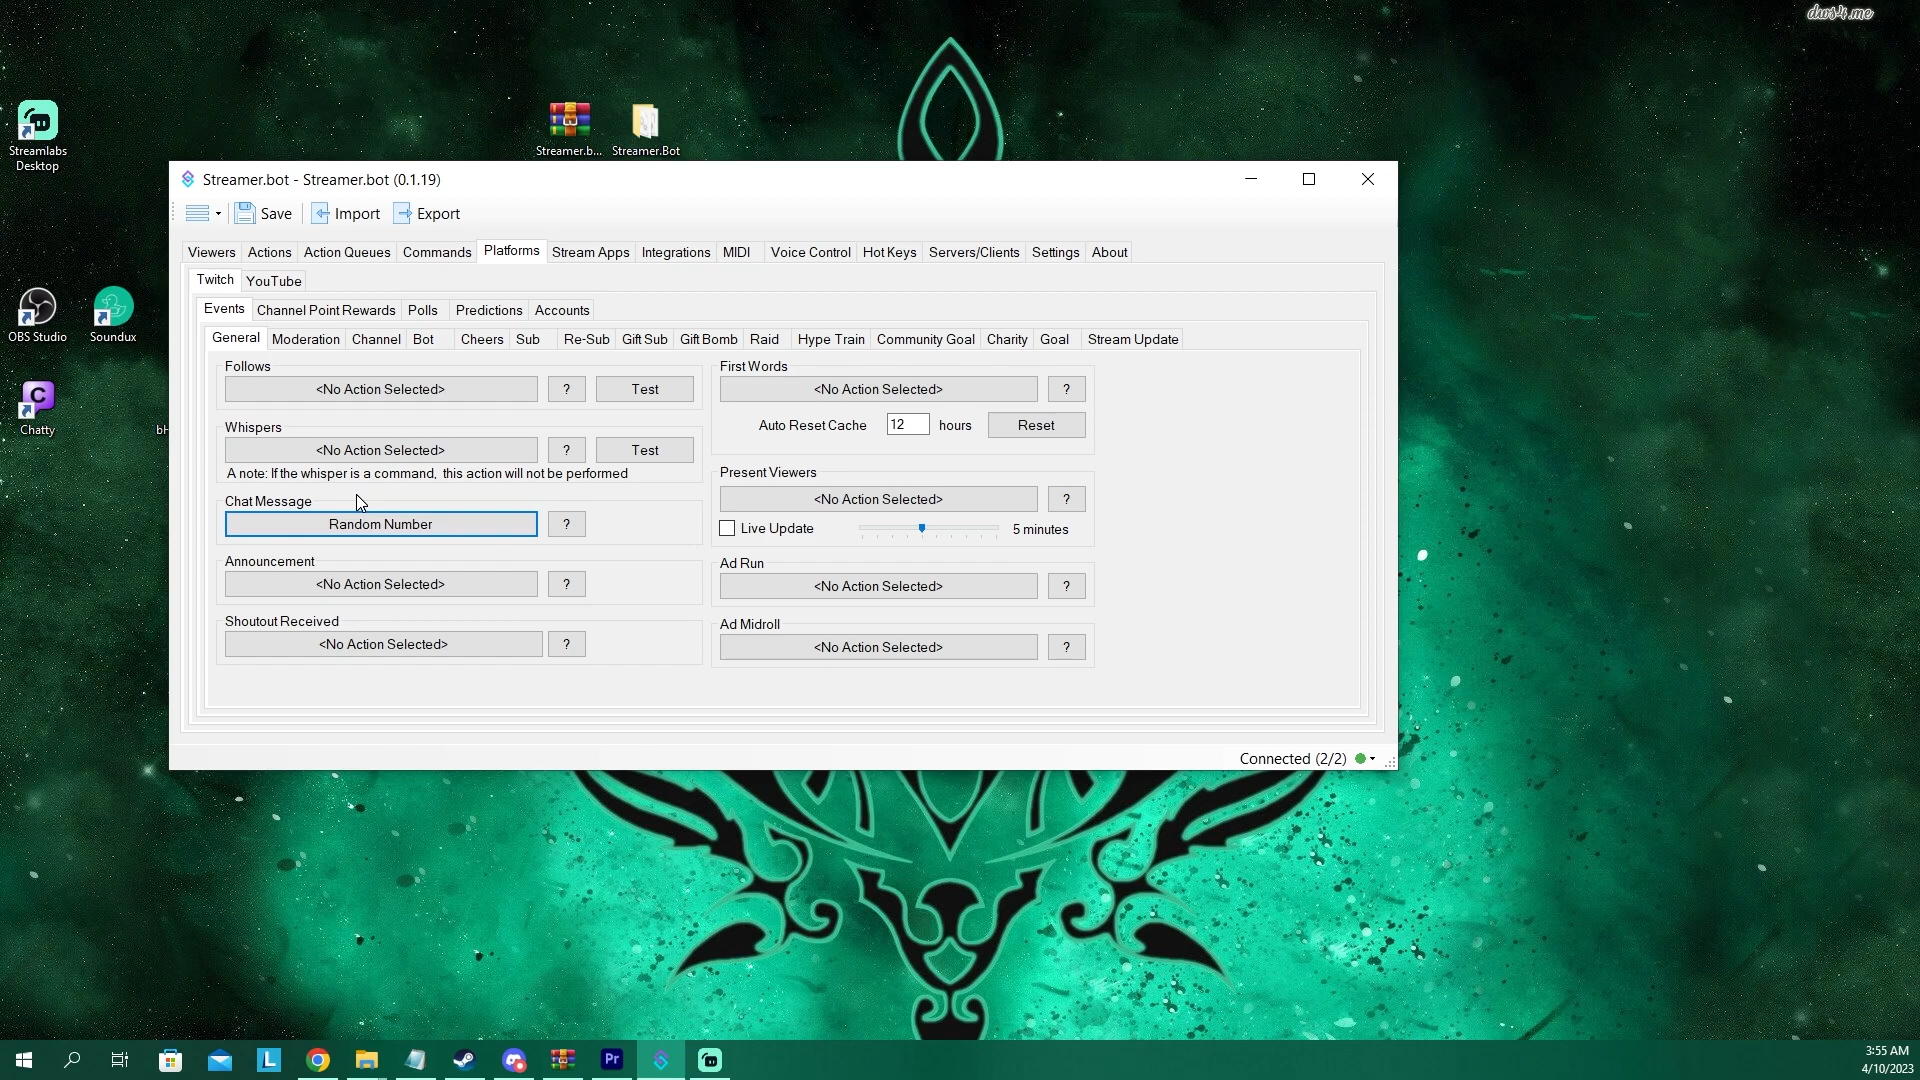 dws4.me
Streamlabs
Desktop
Streamer.b...
Streamer.Bot
Streamer.bot - Streamer.bot (0.1.19)
Save Import Export
Viewers Actions Action Queues Commands Platforms Stream Apps Integrations MIDI Voice Control Hot Keys Servers/Clients Settings About
Twitch YouTube
Events Channel Point Rewards Polls Predictions Accounts
General Moderation Channel Bot Cheers Sub Re-Sub Gift Sub Gift Bomb Raid Hype Train Community Goal Charity Goal Stream Update
Follows
<No Action Selected> ? Test
Whispers
<No Action Selected> ? Test
A note: If the whisper is a command, this action will not be performed
Chat Message
Random Number ?
Announcement
<No Action Selected> ?
Shoutout Received
<No Action Selected> ?
First Words
<No Action Selected> ?
Auto Reset Cache 12 hours Reset
Present Viewers
<No Action Selected> ?
Live Update 5 minutes
Ad Run
<No Action Selected> ?
Ad Midroll
<No Action Selected> ?
Connected (2/2)
OBS Studio
Soundux
C
Chatty
bH
L
Pr
3:55 AM
4/10/2023